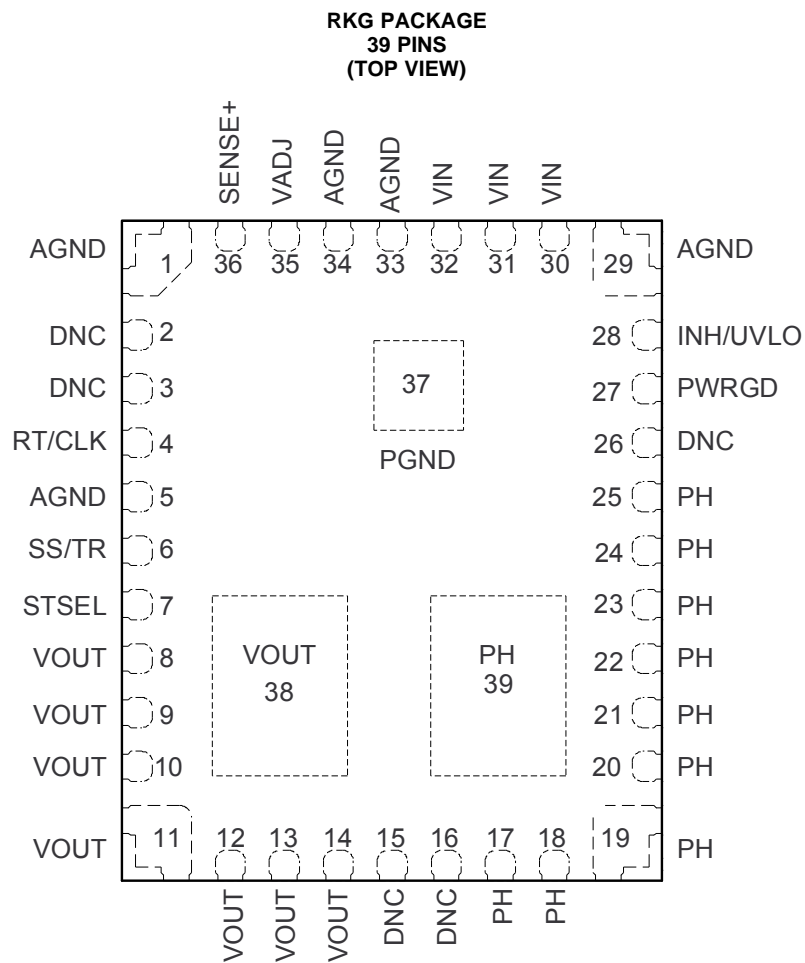 RKG PACKAGE
39 PINS
(TOP VIEW)
SENSE+
VADJ
AGND
AGND
VIN
VIN
VIN
36
35
34
33
32
31
30
AGND
1
29
AGND
DNC
2
28
INH/UVLO
DNC
3
27
PWRGD
RT/CLK
4
26
DNC
AGND
5
25
PH
SS/TR
6
24
PH
STSEL
7
23
PH
VOUT
8
22
PH
VOUT
9
21
PH
VOUT
10
20
PH
VOUT
11
19
PH
37
PGND
VOUT
38
PH
39
12
13
14
15
16
17
18
VOUT
VOUT
VOUT
DNC
DNC
PH
PH